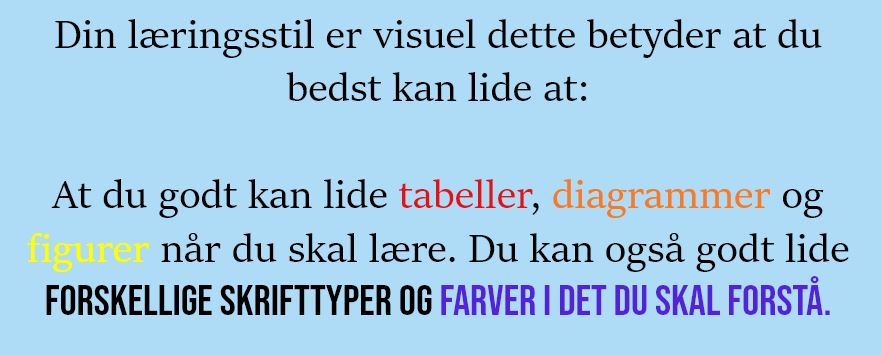 Din læringsstil er visuel dette betyder at du
bedst kan lide at:
At du godt kan lide tabeller, diagrammer og
figurer når du skal lære. Du kan også godt lide
FORSKELLIGE SKRIFTTYPER OG FARVER I DET DU SKAL FORSTÅ.